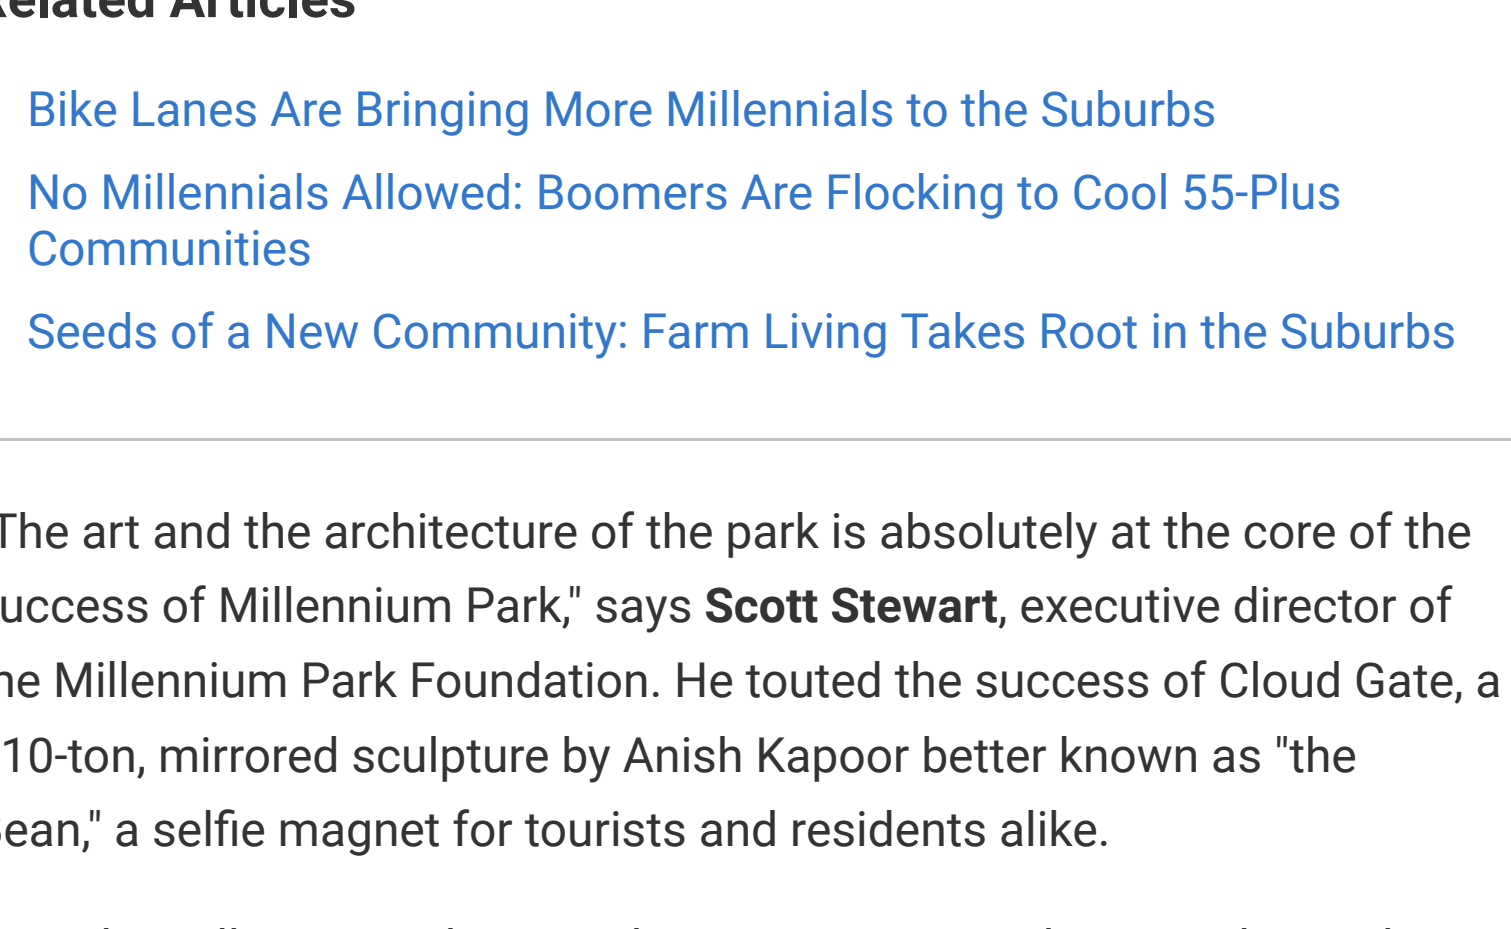 Related Articles
Bike Lanes Are Bringing More Millennials to the Suburbs
No Millennials Allowed: Boomers Are Flocking to Cool 55-Plus
Communities
Seeds of a New Community: Farm Living Takes Root in the Suburbs
The art and the architecture of the park is absolutely at the core of the
uccess of Millennium Park," says Scott Stewart, executive director of
he Millennium Park Foundation. He touted the success of Cloud Gate, a
10-ton, mirrored sculpture by Anish Kapoor better known as "the
Bean," a selfie magnet for tourists and residents alike.